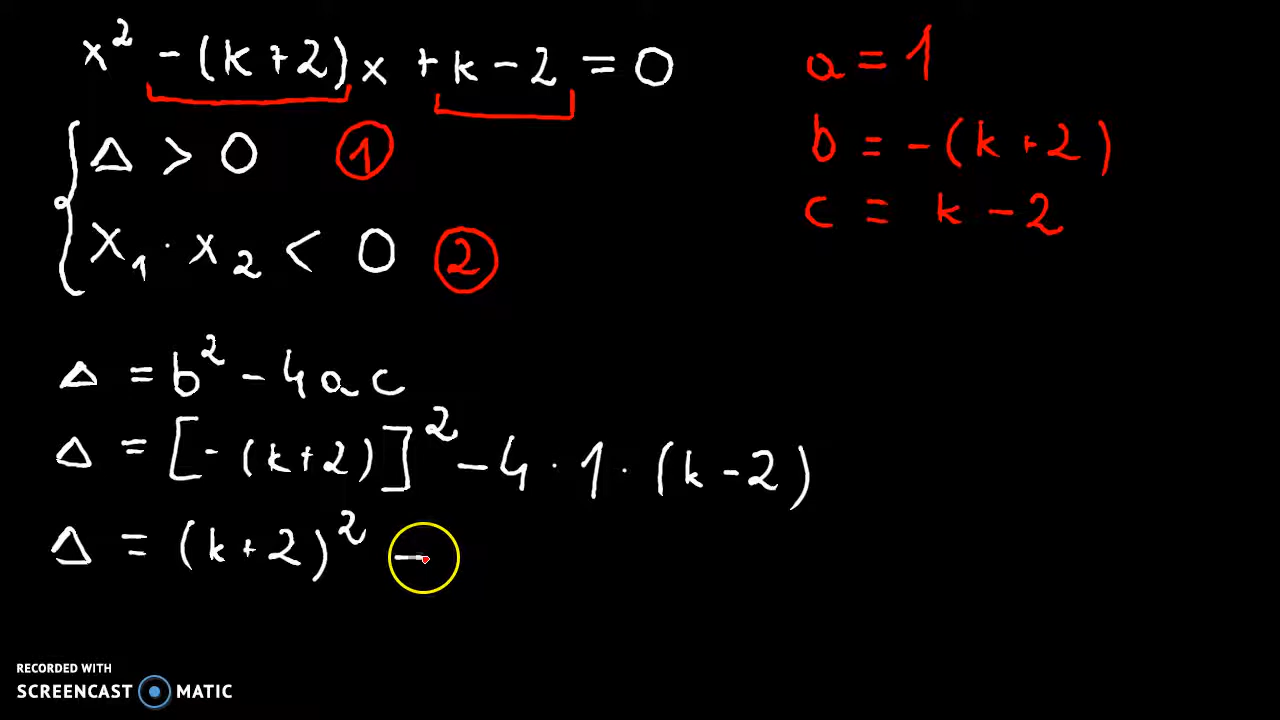 x² -(k+2)x +k-2 = 0
Δ > 0 ①
x₁ · x₂ < 0 ②
a = 1
b = -(k+2)
c = k-2
Δ = b² - 4ac
Δ = [-(k+2)]² - 4 · 1 · (k-2)
Δ = (k+2)² -
RECORDED WITH
SCREENCAST MATIC